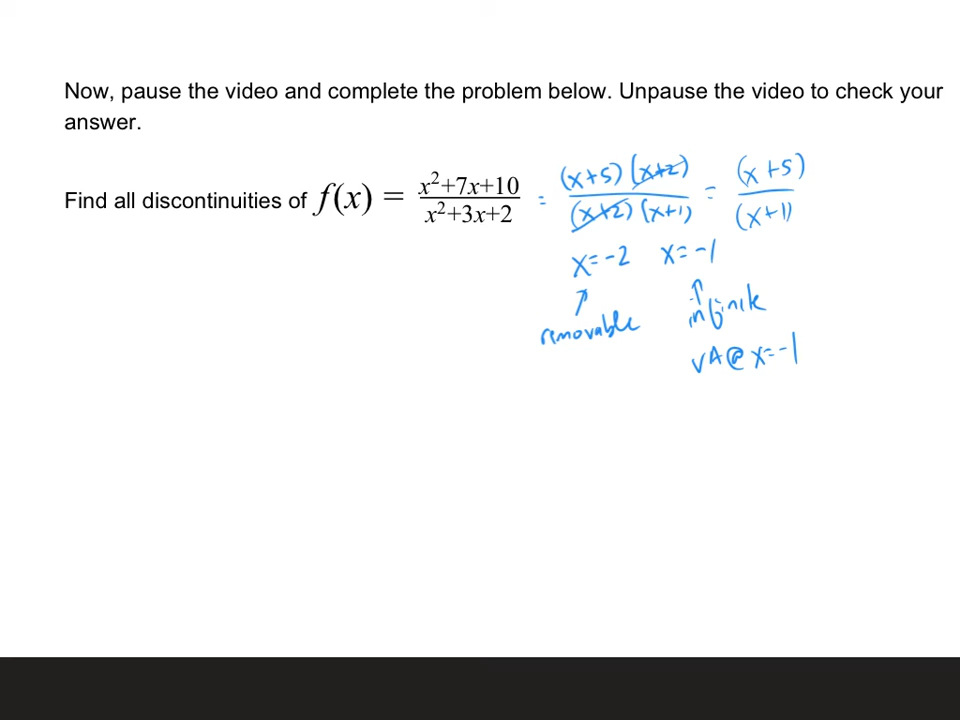 Now, pause the video and complete the problem below. Unpause the video to check your
answer.
Find all discontinuities of f(x) = x²+7x+10 / x²+3x+2 = (x+5)(x+2) / (x+2)(x+1) = (x+5) / (x+1)
x=-2 x=-1
removable infinite
VA@ x=-1